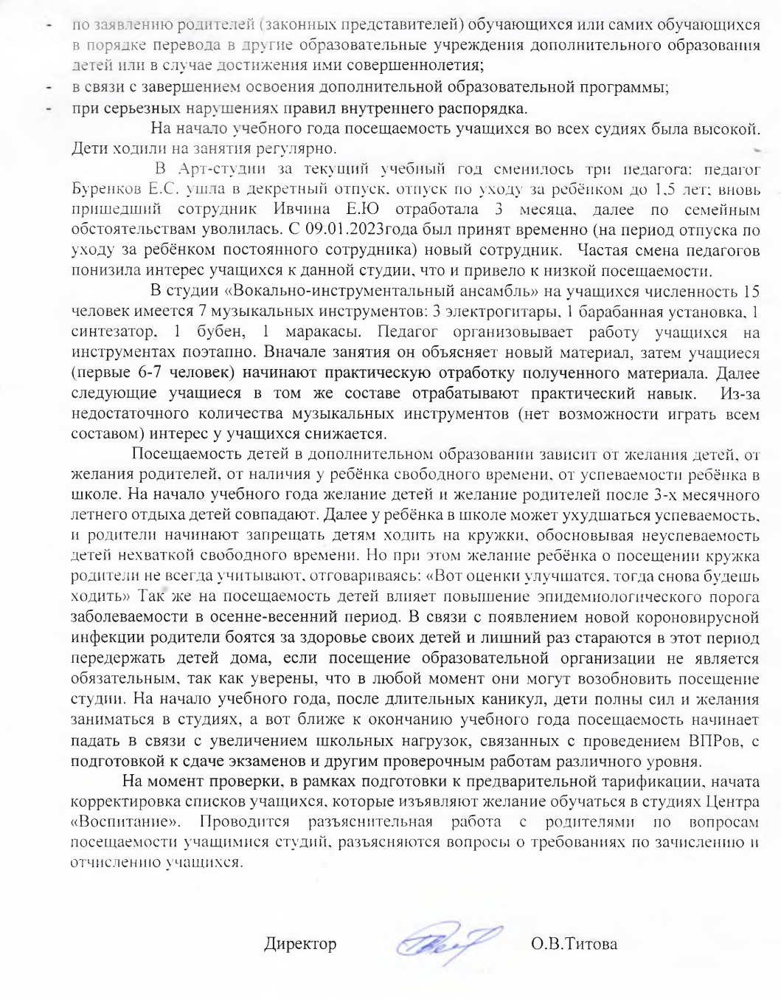 - по заявлению родителей (законных представителей) обучающихся или самих обучающихся
в порядке перевода в другие образовательные учреждения дополнительного образования
детей или в случае достижения ими совершеннолетия;
- в связи с завершением освоения дополнительной образовательной программы;
- при серьезных нарушениях правил внутреннего распорядка.
На начало учебного года посещаемость учащихся во всех судиях была высокой.
Дети ходили на занятия регулярно.
В Арт-студии за текущий учебный год сменилось три педагога: педагог
Буренков Е.С. ушла в декретный отпуск, отпуск по уходу за ребёнком до 1,5 лет; вновь
пришедший сотрудник Ивчина Е.Ю отработала 3 месяца, далее по семейным
обстоятельствам уволилась. С 09.01.2023года был принят временно (на период отпуска по
уходу за ребёнком постоянного сотрудника) новый сотрудник. Частая смена педагогов
понизила интерес учащихся к данной студии, что и привело к низкой посещаемости.
В студии «Вокально-инструментальный ансамбль» на учащихся численность 15
человек имеется 7 музыкальных инструментов: 3 электрогитары, 1 барабанная установка, 1
синтезатор, 1 бубен, 1 маракасы. Педагог организовывает работу учащихся на
инструментах поэтапно. Вначале занятия он объясняет новый материал, затем учащиеся
(первые 6-7 человек) начинают практическую отработку полученного материала. Далее
следующие учащиеся в том же составе отрабатывают практический навык. Из-за
недостаточного количества музыкальных инструментов (нет возможности играть всем
составом) интерес у учащихся снижается.
Посещаемость детей в дополнительном образовании зависит от желания детей, от
желания родителей, от наличия у ребёнка свободного времени, от успеваемости ребёнка в
школе. На начало учебного года желание детей и желание родителей после 3-х месячного
летнего отдыха детей совпадают. Далее у ребёнка в школе может ухудшаться успеваемость,
и родители начинают запрещать детям ходить на кружки, обосновывая неуспеваемость
детей нехваткой свободного времени. Но при этом желание ребёнка о посещении кружка
родители не всегда учитывают, отговариваясь: «Вот оценки улучшатся, тогда снова будешь
ходить» Так же на посещаемость детей влияет повышение эпидемиологического порога
заболеваемости в осенне-весенний период. В связи с появлением новой короновирусной
инфекции родители боятся за здоровье своих детей и лишний раз стараются в этот период
передержать детей дома, если посещение образовательной организации не является
обязательным, так как уверены, что в любой момент они могут возобновить посещение
студии. На начало учебного года, после длительных каникул, дети полны сил и желания
заниматься в студиях, а вот ближе к окончанию учебного года посещаемость начинает
падать в связи с увеличением школьных нагрузок, связанных с проведением ВПРов, с
подготовкой к сдаче экзаменов и другим проверочным работам различного уровня.
На момент проверки, в рамках подготовки к предварительной тарификации, начата
корректировка списков учащихся, которые изъявляют желание обучаться в студиях Центра
«Воспитание». Проводится разъяснительная работа с родителями по вопросам
посещаемости учащимися студий, разъясняются вопросы о требованиях по зачислению и
отчислению учащихся.
Директор О.В.Титова